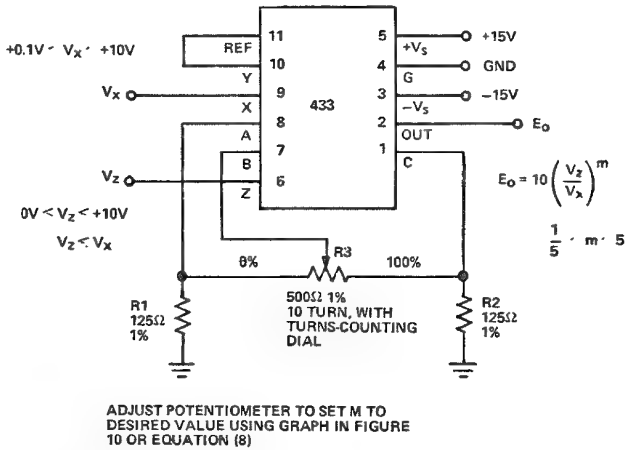 +0.1V · Vx · +10V
Vx
Vz
0V < Vz < +10V
Vz < Vx
11
REF
10
Y
9
X
8
A
7
B
6
Z
433
5
+Vs
4
G
3
−Vs
2
OUT
1
C
+15V
GND
−15V
Eo
Eo = 10 (Vz/Vx)^m
1/5 · m · 5
0%
R3
100%
500Ω 1%
10 TURN, WITH
TURNS-COUNTING
DIAL
R1
125Ω
1%
R2
125Ω
1%
ADJUST POTENTIOMETER TO SET M TO
DESIRED VALUE USING GRAPH IN FIGURE
10 OR EQUATION (8)